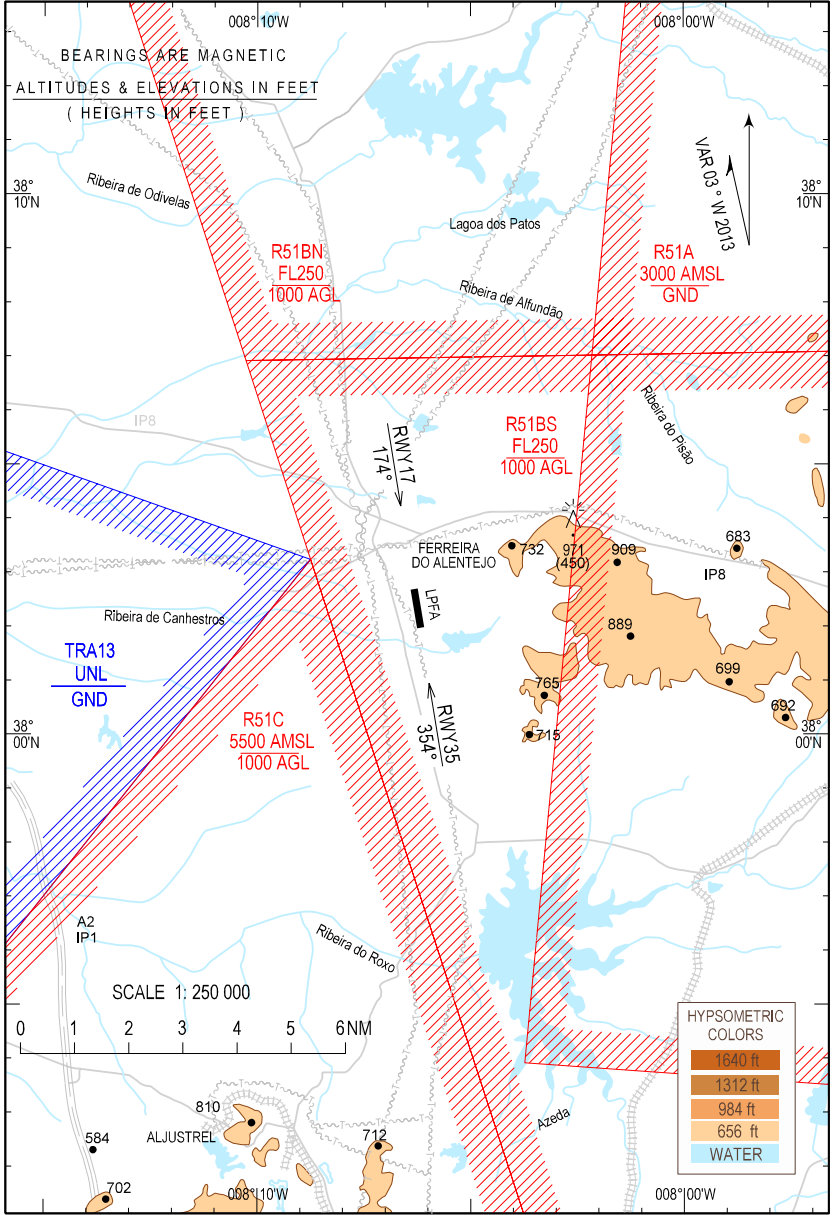 008°10'W
008°00'W
BEARINGS ARE MAGNETIC
ALTITUDES & ELEVATIONS IN FEET
( HEIGHTS IN FEET )
VAR 03 ° W 2013
Ribeira de Odivelas
38°
10'N
38°
10'N
Lagoa dos Patos
R51BN
FL250
1000 AGL
R51A
3000 AMSL
GND
Ribeira de Alfundão
Ribeira do Pisão
IP8
RWY17
174°
R51BS
FL250
1000 AGL
FERREIRA
DO ALENTEJO
732
971
(450)
909
683
IP8
LPFA
Ribeira de Canhestros
889
TRA13
UNL
GND
699
765
692
715
R51C
5500 AMSL
1000 AGL
RWY35
354°
38°
00'N
38°
00'N
A2
IP1
Ribeira do Roxo
SCALE 1: 250 000
0 1 2 3 4 5 6NM
HYPSOMETRIC
COLORS
1640 ft
1312 ft
984 ft
656 ft
WATER
810
584
ALJUSTREL
712
Azeda
702
008°10'W
008°00'W